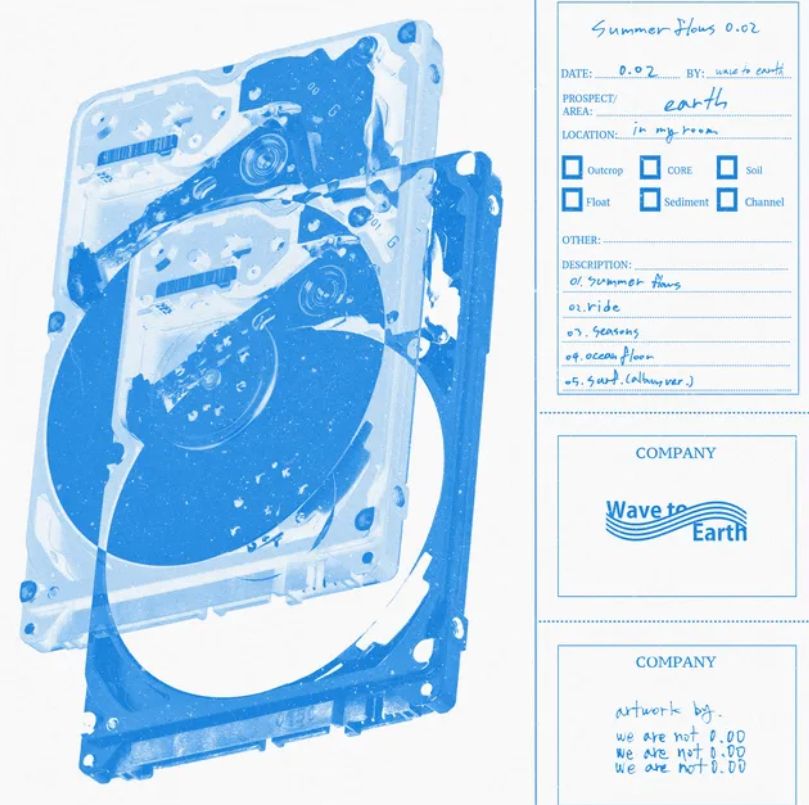 Summer flows 0.02
DATE: 0.02 BY: wave to earth
PROSPECT/
AREA: earth
LOCATION: in my room
Outcrop CORE Soil
Float Sediment Channel
OTHER:
DESCRIPTION:
01. Summer flows
02. ride
03. Seasons
04. ocean floor
05. Surf. (album ver.)
COMPANY
Wave to
Earth
COMPANY
artwork by.
we are not 0.00
we are not 0.00
we are not 0.00